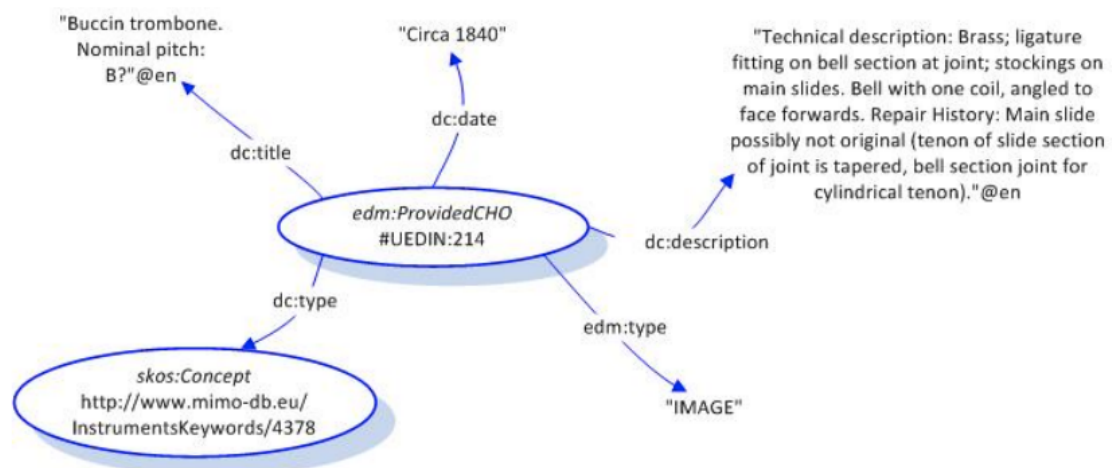 "Buccin trombone.
Nominal pitch:
B?"@en
"Circa 1840"
"Technical description: Brass; ligature
fitting on bell section at joint; stockings on
main slides. Bell with one coil, angled to
face forwards. Repair History: Main slide
possibly not original (tenon of slide section
of joint is tapered, bell section joint for
cylindrical tenon)."@en
dc:title
dc:date
edm:ProvidedCHO
#UEDIN:214
dc:description
dc:type
edm:type
skos:Concept
http://www.mimo-db.eu/
InstrumentsKeywords/4378
"IMAGE"